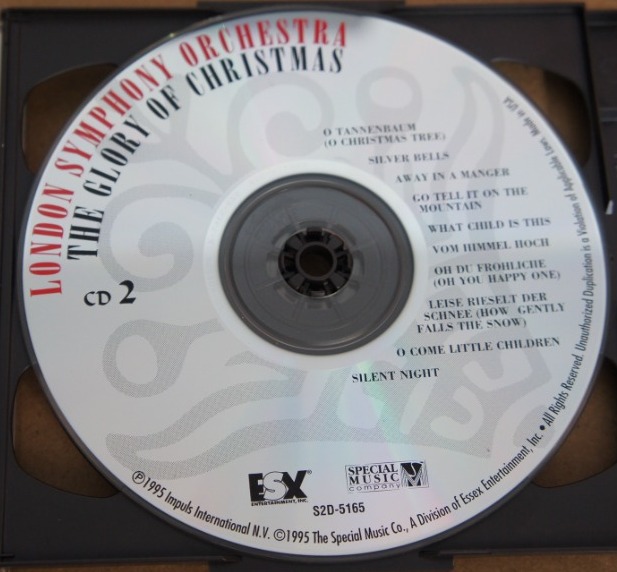 LONDON SYMPHONY ORCHESTRA
THE GLORY OF CHRISTMAS
CD 2
O TANNENBAUM
(O CHRISTMAS TREE)
SILVER BELLS
AWAY IN A MANGER
GO TELL IT ON THE
MOUNTAIN
WHAT CHILD IS THIS
VOM HIMMEL HOCH
OH DU FROHLICHE
(OH YOU HAPPY ONE)
LEISE RIESELT DER
SCHNEE (HOW GENTLY
FALLS THE SNOW)
O COME LITTLE CHILDREN
SILENT NIGHT
ESX
ENTERTAINMENT, INC.
SPECIAL
MUSIC
company
S2D-5165
℗1995 Impuls International N.V. ©1995 The Special Music Co., A Division of Essex Entertainment, Inc. • All Rights Reserved. Unauthorized Duplication is a Violation of Applicable Laws. Made in USA